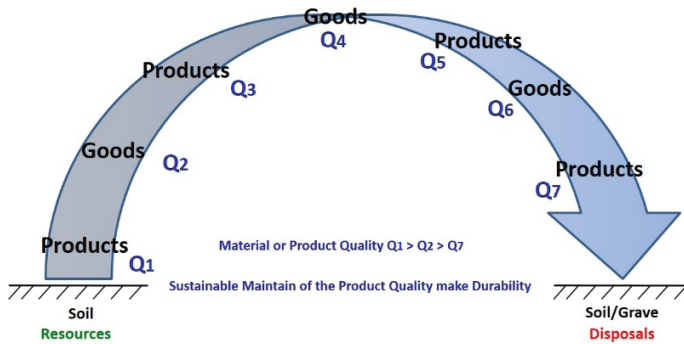 Goods
Q4
Products
Q5
Products
Q3
Goods
Q6
Goods
Q2
Products
Q7
Products
Q1
Material or Product Quality Q1 > Q2 > Q7
Sustainable Maintain of the Product Quality make Durability
Soil
Resources
Soil/Grave
Disposals